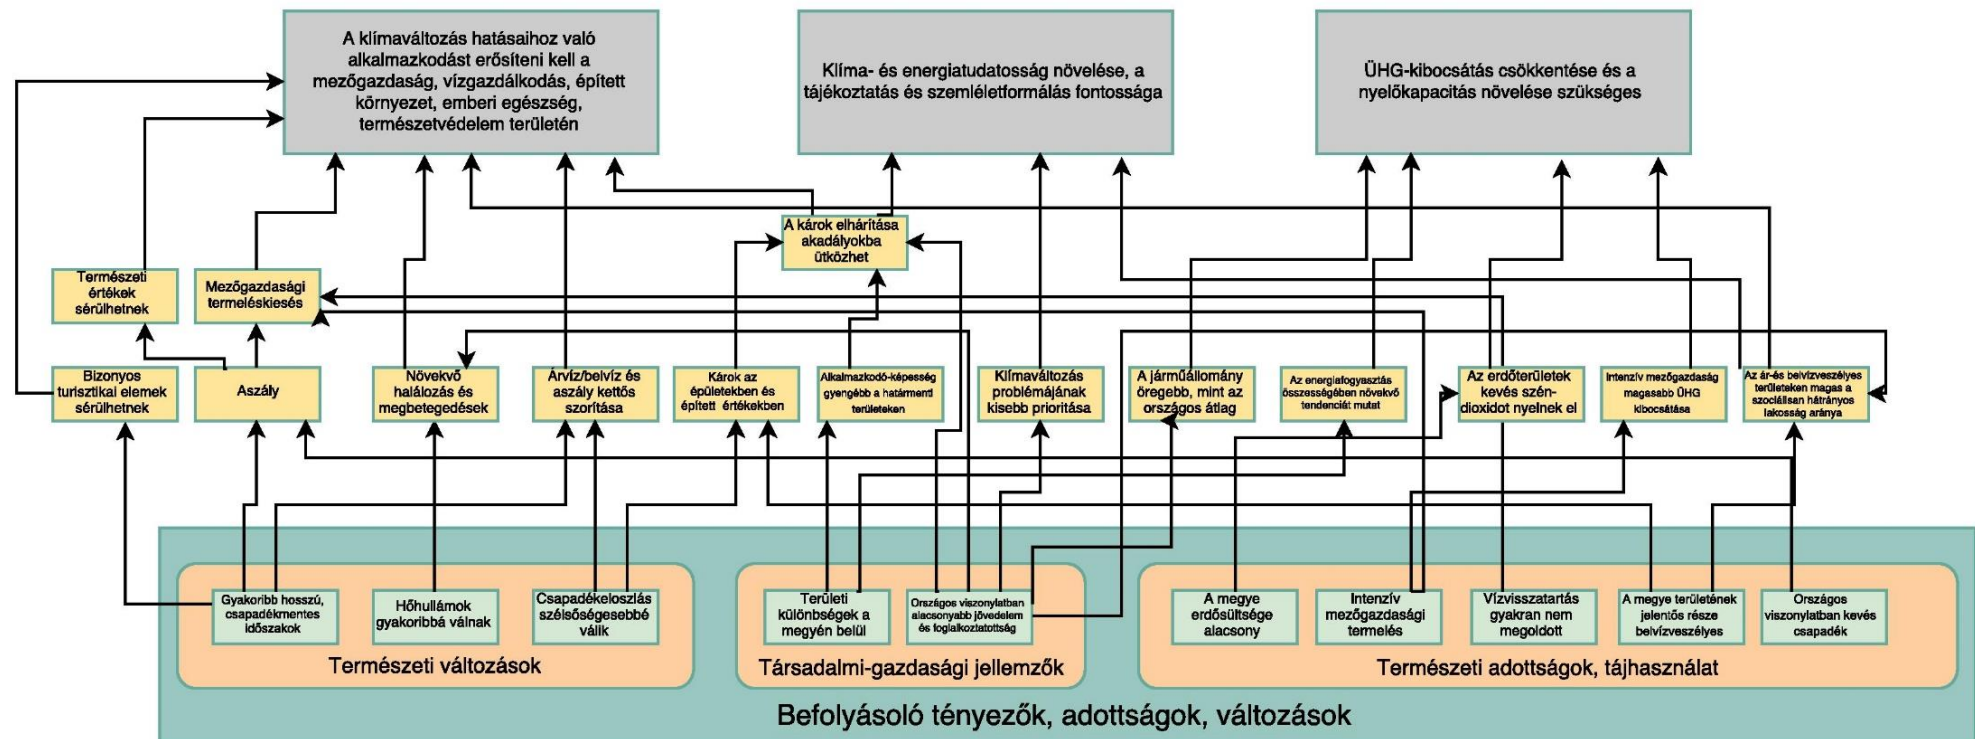 A klímaváltozás hatásaihoz való
alkalmazkodást erősíteni kell a
mezőgazdaság, vízgazdálkodás, épített
környezet, emberi egészség,
természetvédelem területén
Klíma- és energiatudatosság növelése, a
tájékoztatás és szemléletformálás fontossága
ÜHG-kibocsátás csökkentése és a
nyelőkapacitás növelése szükséges
A károk elhárítása
akadályokba
ütközhet
Természeti
értékek
sérülhetnek
Mezőgazdasági
termeléskiesés
Bizonyos
turisztikai elemek
sérülhetnek
Aszály
Növekvő
halálozás és
megbetegedések
Árvíz/belvíz és
aszály kettős
szorítása
Károk az
épületekben és
épített értékekben
Alkalmazkodó-képesség
gyengébb a határmenti
területeken
Klímaváltozás
problémájának
kisebb prioritása
A járműállomány
öregebb, mint az
országos átlag
Az energiafogyasztás
összességében növekvő
tendenciát mutat
Az erdőterületek
kevés szén-
dioxidot nyelnek el
Intenzív mezőgazdaság
magasabb ÜHG
kibocsátása
Az ár-és belvízveszélyes
területeken magas a
szociálisan hátrányos
lakosság aránya
Gyakoribb hosszú,
csapadékmentes
időszakok
Hőhullámok
gyakoribbá válnak
Csapadékeloszlás
szélsőségesebbé
válik
Természeti változások
Területi
különbségek a
megyén belül
Országos viszonylatban
alacsonyabb jövedelem
és foglalkoztatottság
Társadalmi-gazdasági jellemzők
A megye
erdősültsége
alacsony
Intenzív
mezőgazdasági
termelés
Vízvisszatartás
gyakran nem
megoldott
A megye területének
jelentős része
belvízveszélyes
Országos
viszonylatban kevés
csapadék
Természeti adottságok, tájhasználat
Befolyásoló tényezők, adottságok, változások